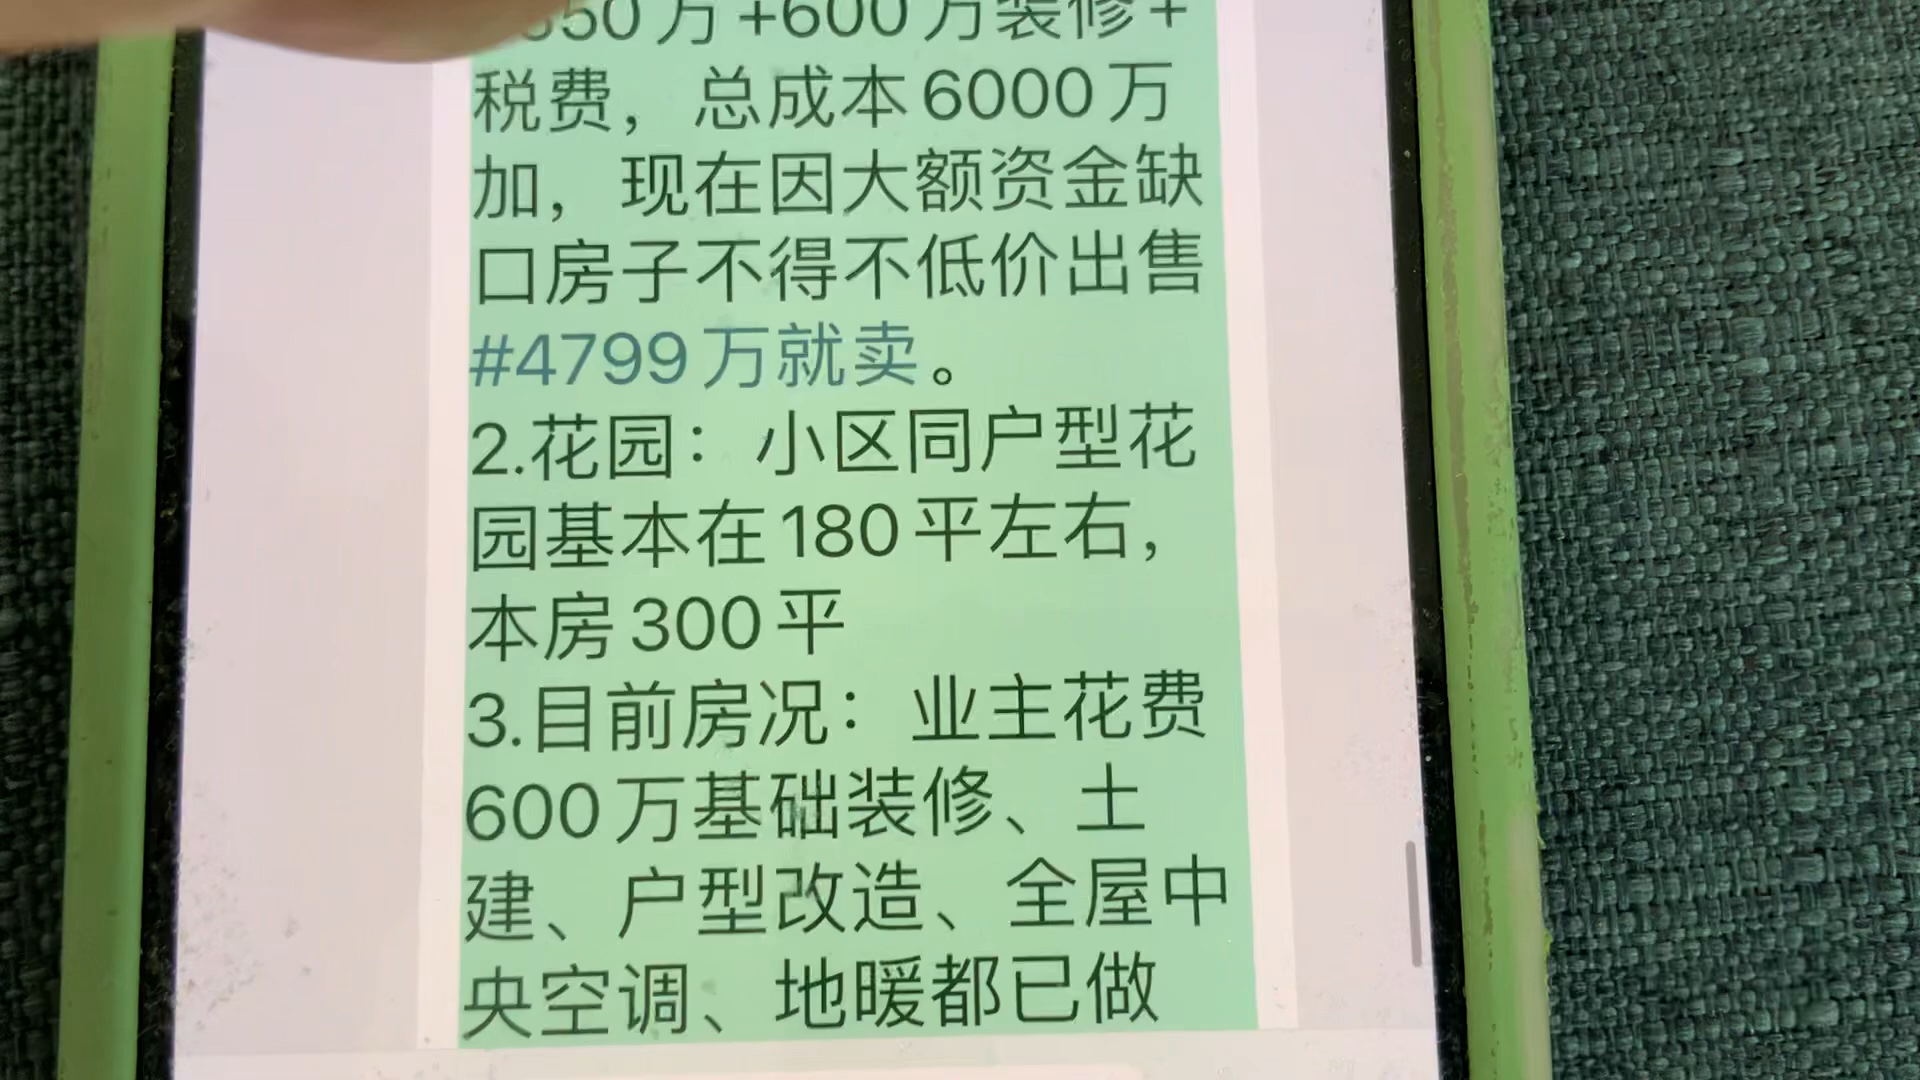 50万+600万装修+
税费，总成本6000万
加，现在因大额资金缺
口房子不得不低价出售
#4799万就卖。
2.花园：小区同户型花
园基本在180平左右，
本房300平
3.目前房况：业主花费
600万基础装修、土
建、户型改造、全屋中
央空调、地暖都已做